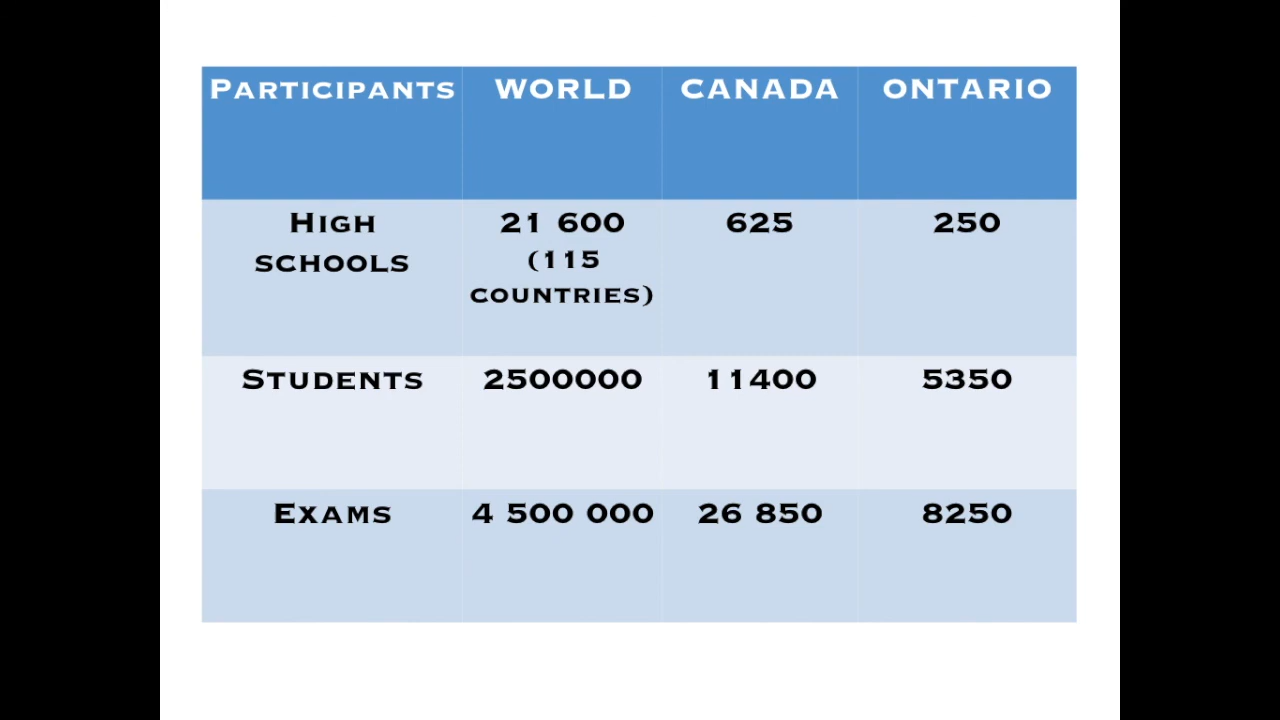 Participants WORLD CANADA ONTARIO
High schools 21 600 (115 countries) 625 250
Students 2500000 11400 5350
Exams 4 500 000 26 850 8250